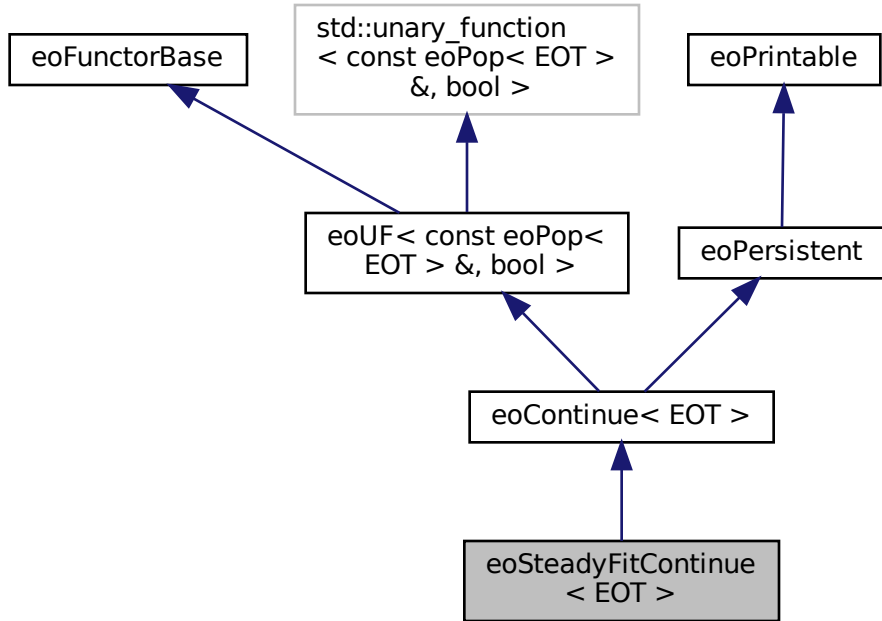 std::unary_function
< const eoPop< EOT >
&, bool >
eoFunctorBase
eoPrintable
eoUF< const eoPop<
EOT > &, bool >
eoPersistent
eoContinue< EOT >
eoSteadyFitContinue
< EOT >